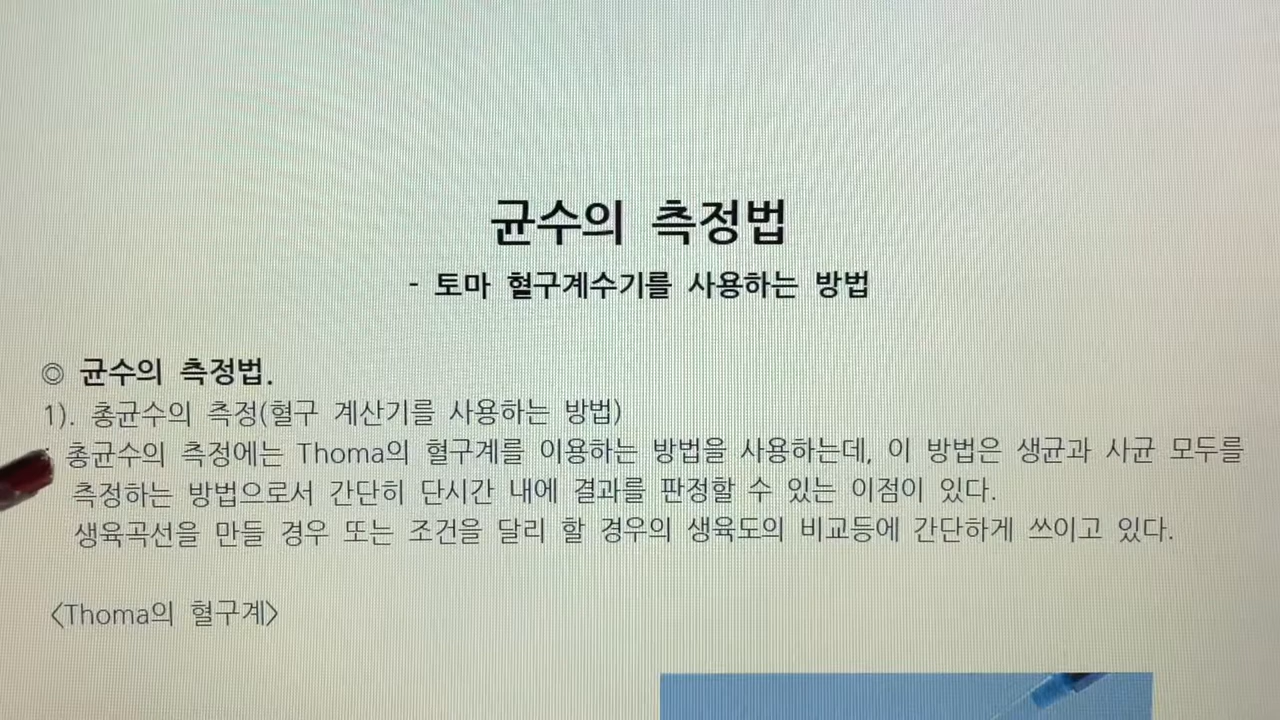 균수의 측정법
- 토마 혈구계수기를 사용하는 방법
◎ 균수의 측정법.
1). 총균수의 측정(혈구 계산기를 사용하는 방법)
총균수의 측정에는 Thoma의 혈구계를 이용하는 방법을 사용하는데, 이 방법은 생균과 사균 모두를
측정하는 방법으로서 간단히 단시간 내에 결과를 판정할 수 있는 이점이 있다.
생육곡선을 만들 경우 또는 조건을 달리 할 경우의 생육도의 비교등에 간단하게 쓰이고 있다.
〈Thoma의 혈구계〉